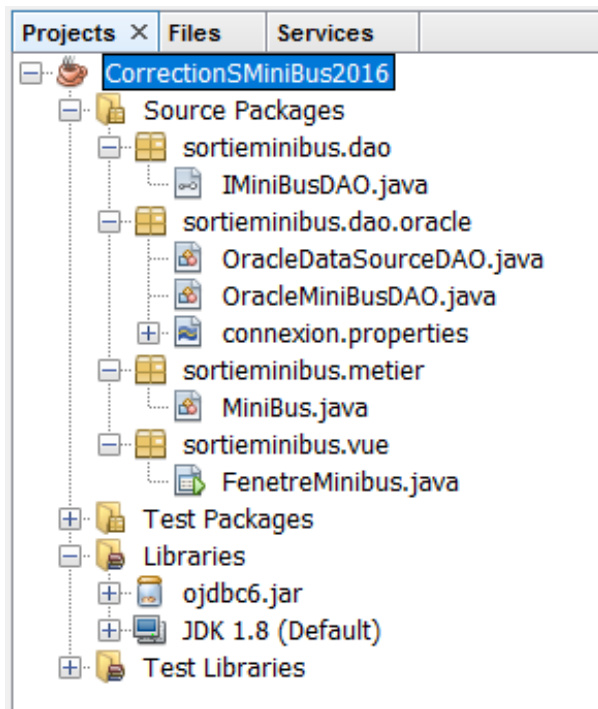 Projects × Files Services
CorrectionSMiniBus2016
Source Packages
sortieminibus.dao
IMiniBusDAO.java
sortieminibus.dao.oracle
OracleDataSourceDAO.java
OracleMiniBusDAO.java
connexion.properties
sortieminibus.metier
MiniBus.java
sortieminibus.vue
FenetreMinibus.java
Test Packages
Libraries
ojdbc6.jar
JDK 1.8 (Default)
Test Libraries